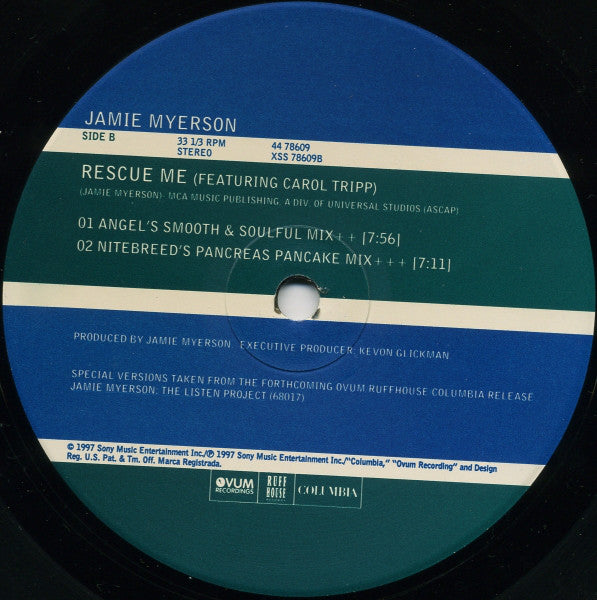 JAMIE MYERSON
SIDE B 33 1/3 RPM 44 78609
STEREO XSS 78609B
RESCUE ME (FEATURING CAROL TRIPP)
(JAMIE MYERSON)- MCA MUSIC PUBLISHING, A DIV. OF UNIVERSAL STUDIOS (ASCAP)
01 ANGEL'S SMOOTH & SOULFUL MIX++ [7:56]
02 NITEBREED'S PANCREAS PANCAKE MIX+++ [7:11]
PRODUCED BY JAMIE MYERSON. EXECUTIVE PRODUCER: KEVON GLICKMAN
SPECIAL VERSIONS TAKEN FROM THE FORTHCOMING OVUM RUFFHOUSE COLUMBIA RELEASE
JAMIE MYERSON: THE LISTEN PROJECT (68017)
© 1997 Sony Music Entertainment Inc./℗ 1997 Sony Music Entertainment Inc./"Columbia," "Ovum Recording" and Design
Reg. U.S. Pat. & Tm. Off. Marca Registrada.
OVUM RECORDINGS
RUFF HOUSE RECORDS
COLUMBIA